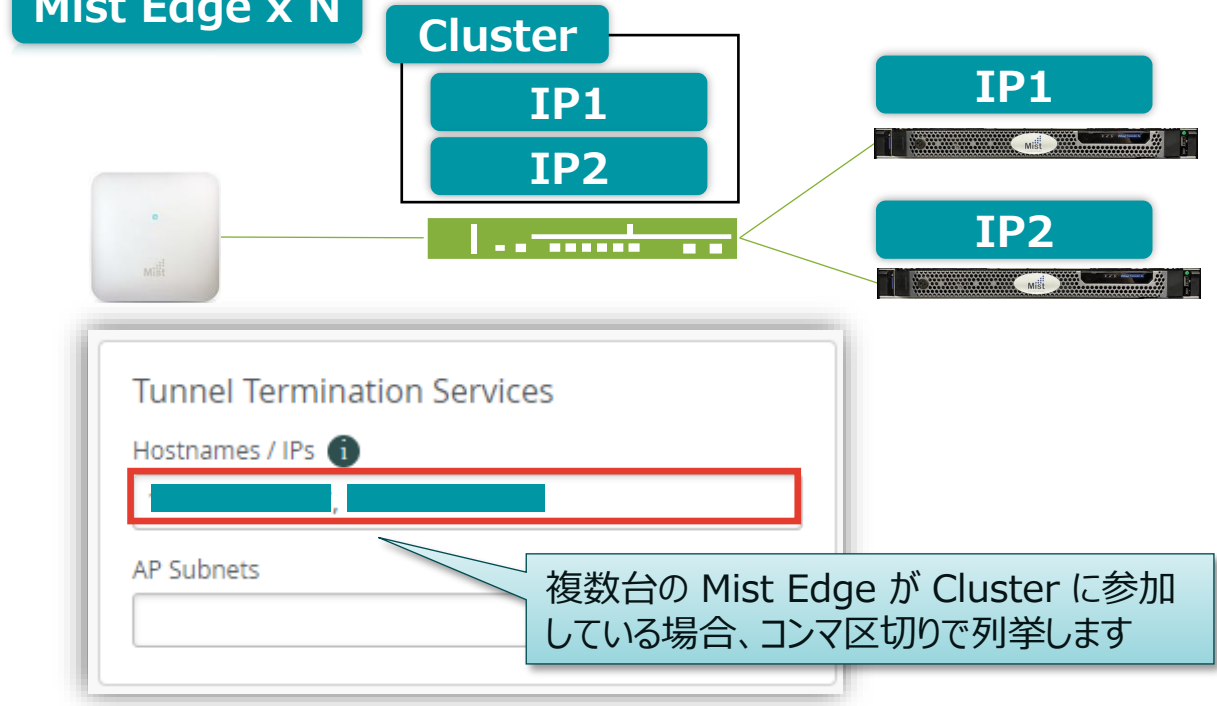 Mist Edge x N
Cluster
IP1
IP2
IP1
Mist
IP2
Mist
Mist
Tunnel Termination Services
Hostnames / IPs i
,
AP Subnets
複数台の Mist Edge が Cluster に参加
している場合、コンマ区切りで列挙します